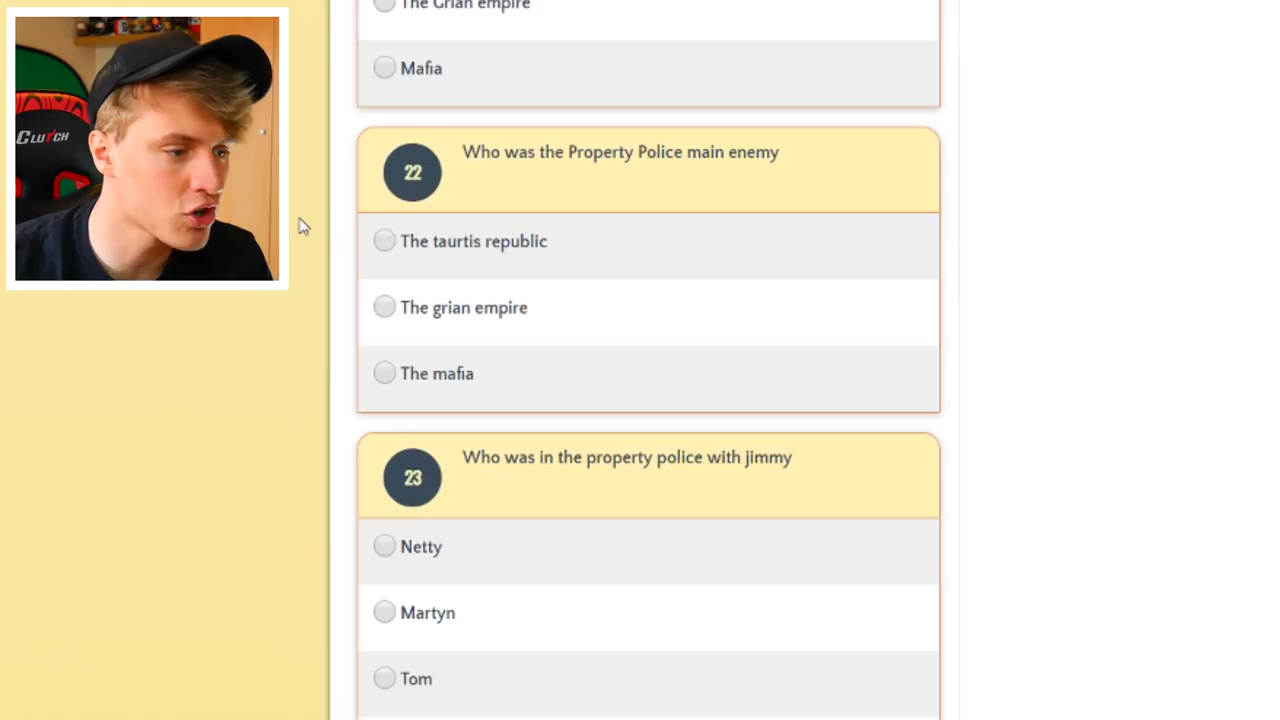 The Grian empire
Mafia
CLUTCH
22
Who was the Property Police main enemy
The taurtis republic
The grian empire
The mafia
23
Who was in the property police with jimmy
Netty
Martyn
Tom